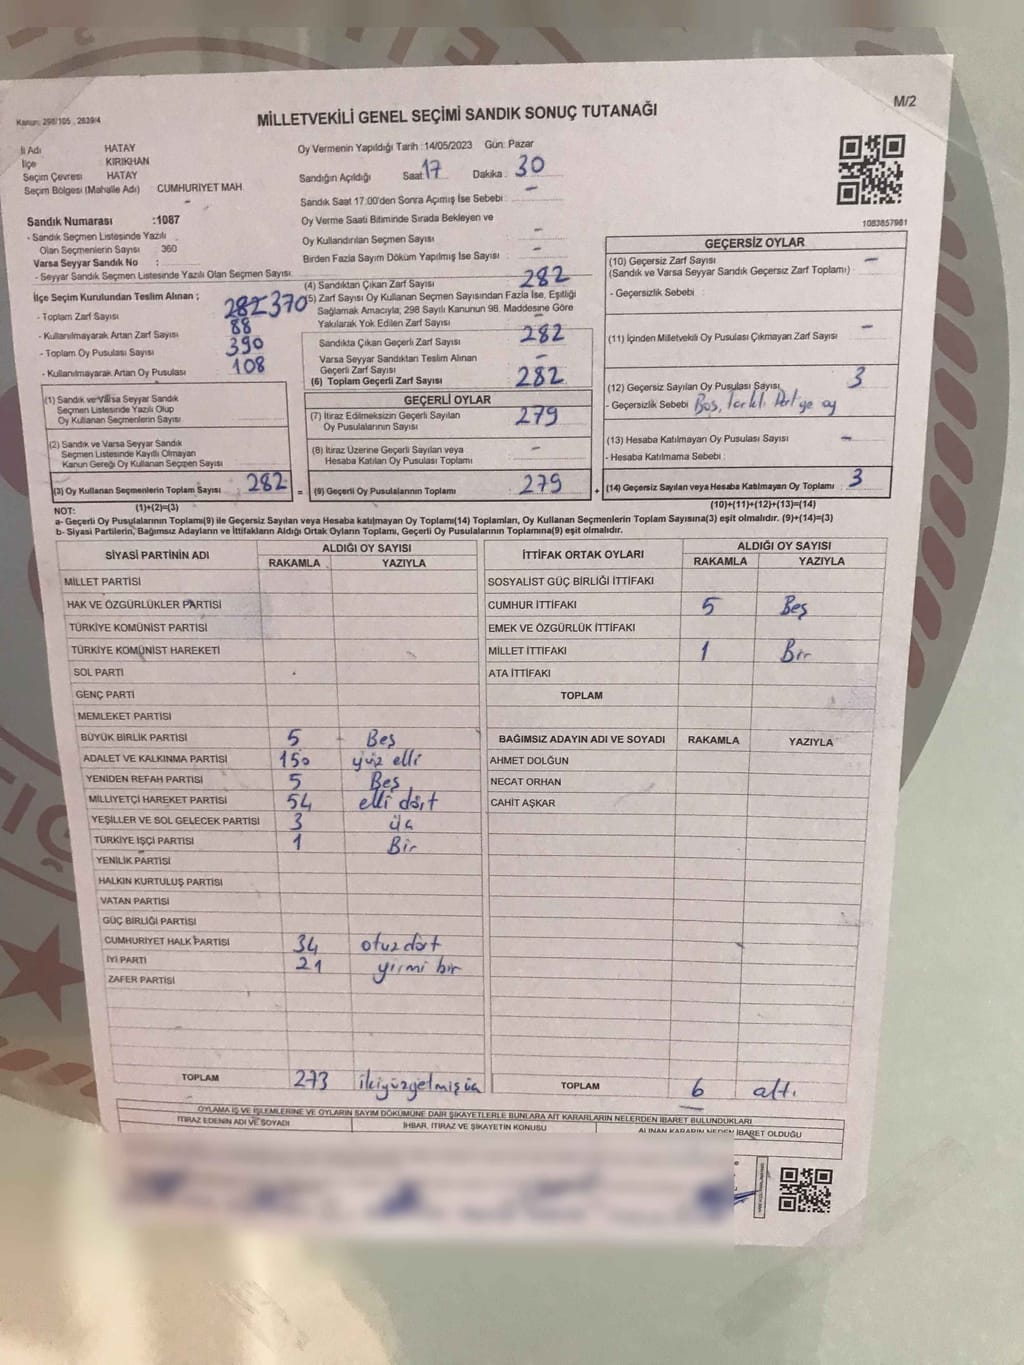 M/2
Kanun: 298/105 , 2839/4
MİLLETVEKİLİ GENEL SEÇİMİ SANDIK SONUÇ TUTANAĞI
İl Adı HATAY
İlçe KIRIKHAN
Seçim Çevresi HATAY
Seçim Bölgesi (Mahalle Adı) CUMHURİYET MAH.
Sandık Numarası :1087
- Sandık Seçmen Listesinde Yazılı
Olan Seçmenlerin Sayısı : 360
Varsa Seyyar Sandık No :
- Seyyar Sandık Seçmen Listesinde Yazılı Olan Seçmen Sayısı:
Oy Vermenin Yapıldığı Tarih :14/05/2023 Gün: Pazar
Sandığın Açıldığı Saat: 17 Dakika : 30
Sandık Saat 17.00'den Sonra Açımış İse Sebebi : -
Oy Verme Saati Bitiminde Sırada Bekleyen ve
Oy Kullandırılan Seçmen Sayısı : -
Birden Fazla Sayım Döküm Yapılmış İse Sayısı : -
1083857961
İlçe Seçim Kurulundan Teslim Alınan ;
- Toplam Zarf Sayısı 282 370
- Kullanılmayarak Artan Zarf Sayısı 88
- Toplam Oy Pusulası Sayısı 390
- Kullanılmayarak Artan Oy Pusulası 108
(1) Sandık ve Varsa Seyyar Sandık
Seçmen Listesinde Yazılı Olup
Oy Kullanan Seçmenlerin Sayısı
(2) Sandık ve Varsa Seyyar Sandık
Seçmen Listesinde Kayıtlı Olmayan
Kanun Gereği Oy Kullanan Seçmen Sayısı
(3) Oy Kullanan Seçmenlerin Toplam Sayısı 282
(1)+(2)=(3)
(4) Sandıktan Çıkan Zarf Sayısı 282
(5) Zarf Sayısı Oy Kullanan Seçmen Sayısından Fazla İse, Eşitliği
Sağlamak Amacıyla; 298 Sayılı Kanunun 98. Maddesine Göre
Yakılarak Yok Edilen Zarf Sayısı -
Sandıkta Çıkan Geçerli Zarf Sayısı 282
Varsa Seyyar Sandıktan Teslim Alınan
Geçerli Zarf Sayısı -
(6) Toplam Geçerli Zarf Sayısı 282
GEÇERLİ OYLAR
(7) İtiraz Edilmeksizin Geçerli Sayılan
Oy Pusulalarının Sayısı 279
(8) İtiraz Üzerine Geçerli Sayılan veya
Hesaba Katılan Oy Pusulası Toplamı -
= (9) Geçerli Oy Pusulalarının Toplamı 279 +
GEÇERSİZ OYLAR
(10) Geçersiz Zarf Sayısı -
(Sandık ve Varsa Seyyar Sandık Geçersiz Zarf Toplamı)
- Geçersizlik Sebebi :
(11) İçinden Milletvekili Oy Pusulası Çıkmayan Zarf Sayısı -
(12) Geçersiz Sayılan Oy Pusulası Sayısı 3
- Geçersizlik Sebebi Boş, farklı Partiye oy
(13) Hesaba Katılmayan Oy Pusulası Sayısı -
- Hesaba Katılmama Sebebi :
(14) Geçersiz Sayılan veya Hesaba Katılmayan Oy Toplamı 3
(10)+(11)+(12)+(13)=(14)
NOT:
a- Geçerli Oy Pusulalarının Toplamı(9) ile Geçersiz Sayılan veya Hesaba katılmayan Oy Toplamı(14) Toplamları, Oy Kullanan Seçmenlerin Toplam Sayısına(3) eşit olmalıdır. (9)+(14)=(3)
b- Siyasi Partilerin, Bağımsız Adayların ve İttifakların Aldığı Ortak Oyların Toplamı, Geçerli Oy Pusulalarının Toplamına(9) eşit olmalıdır.
SİYASİ PARTİNİN ADI ALDIĞI OY SAYISI
RAKAMLA YAZIYLA
MİLLET PARTİSİ
HAK VE ÖZGÜRLÜKLER PARTİSİ
TÜRKİYE KOMÜNİST PARTİSİ
TÜRKİYE KOMÜNİST HAREKETİ
SOL PARTİ
GENÇ PARTİ
MEMLEKET PARTİSİ
BÜYÜK BİRLİK PARTİSİ 5 Beş
ADALET VE KALKINMA PARTİSİ 150 yüz elli
YENİDEN REFAH PARTİSİ 5 Beş
MİLLİYETÇİ HAREKET PARTİSİ 54 elli dört
YEŞİLLER VE SOL GELECEK PARTİSİ 3 üç
TÜRKİYE İŞÇİ PARTİSİ 1 Bir
YENİLİK PARTİSİ
HALKIN KURTULUŞ PARTİSİ
VATAN PARTİSİ
GÜÇ BİRLİĞİ PARTİSİ
CUMHURİYET HALK PARTİSİ 34 otuz dört
İYİ PARTİ 21 yirmi bir
ZAFER PARTİSİ
TOPLAM 273 ikiyüzyetmişüç
İTTİFAK ORTAK OYLARI ALDIĞI OY SAYISI
RAKAMLA YAZIYLA
SOSYALİST GÜÇ BİRLİĞİ İTTİFAKI
CUMHUR İTTİFAKI 5 Beş
EMEK VE ÖZGÜRLÜK İTTİFAKI
MİLLET İTTİFAKI 1 Bir
ATA İTTİFAKI
TOPLAM
BAĞIMSIZ ADAYIN ADI VE SOYADI RAKAMLA YAZIYLA
AHMET DOLĞUN
NECAT ORHAN
CAHİT AŞKAR
TOPLAM 6 altı
OYLAMA İŞ VE İŞLEMLERİNE VE OYLARIN SAYIM DÖKÜMÜNE DAİR ŞİKAYETLERLE BUNLARA AİT KARARLARIN NELERDEN İBARET BULUNDUKLARI
İTİRAZ EDENİN ADI VE SOYADI İHBAR, İTİRAZ VE ŞİKAYETİN KONUSU ALINAN KARARIN NEDEN İBARET OLDUĞU